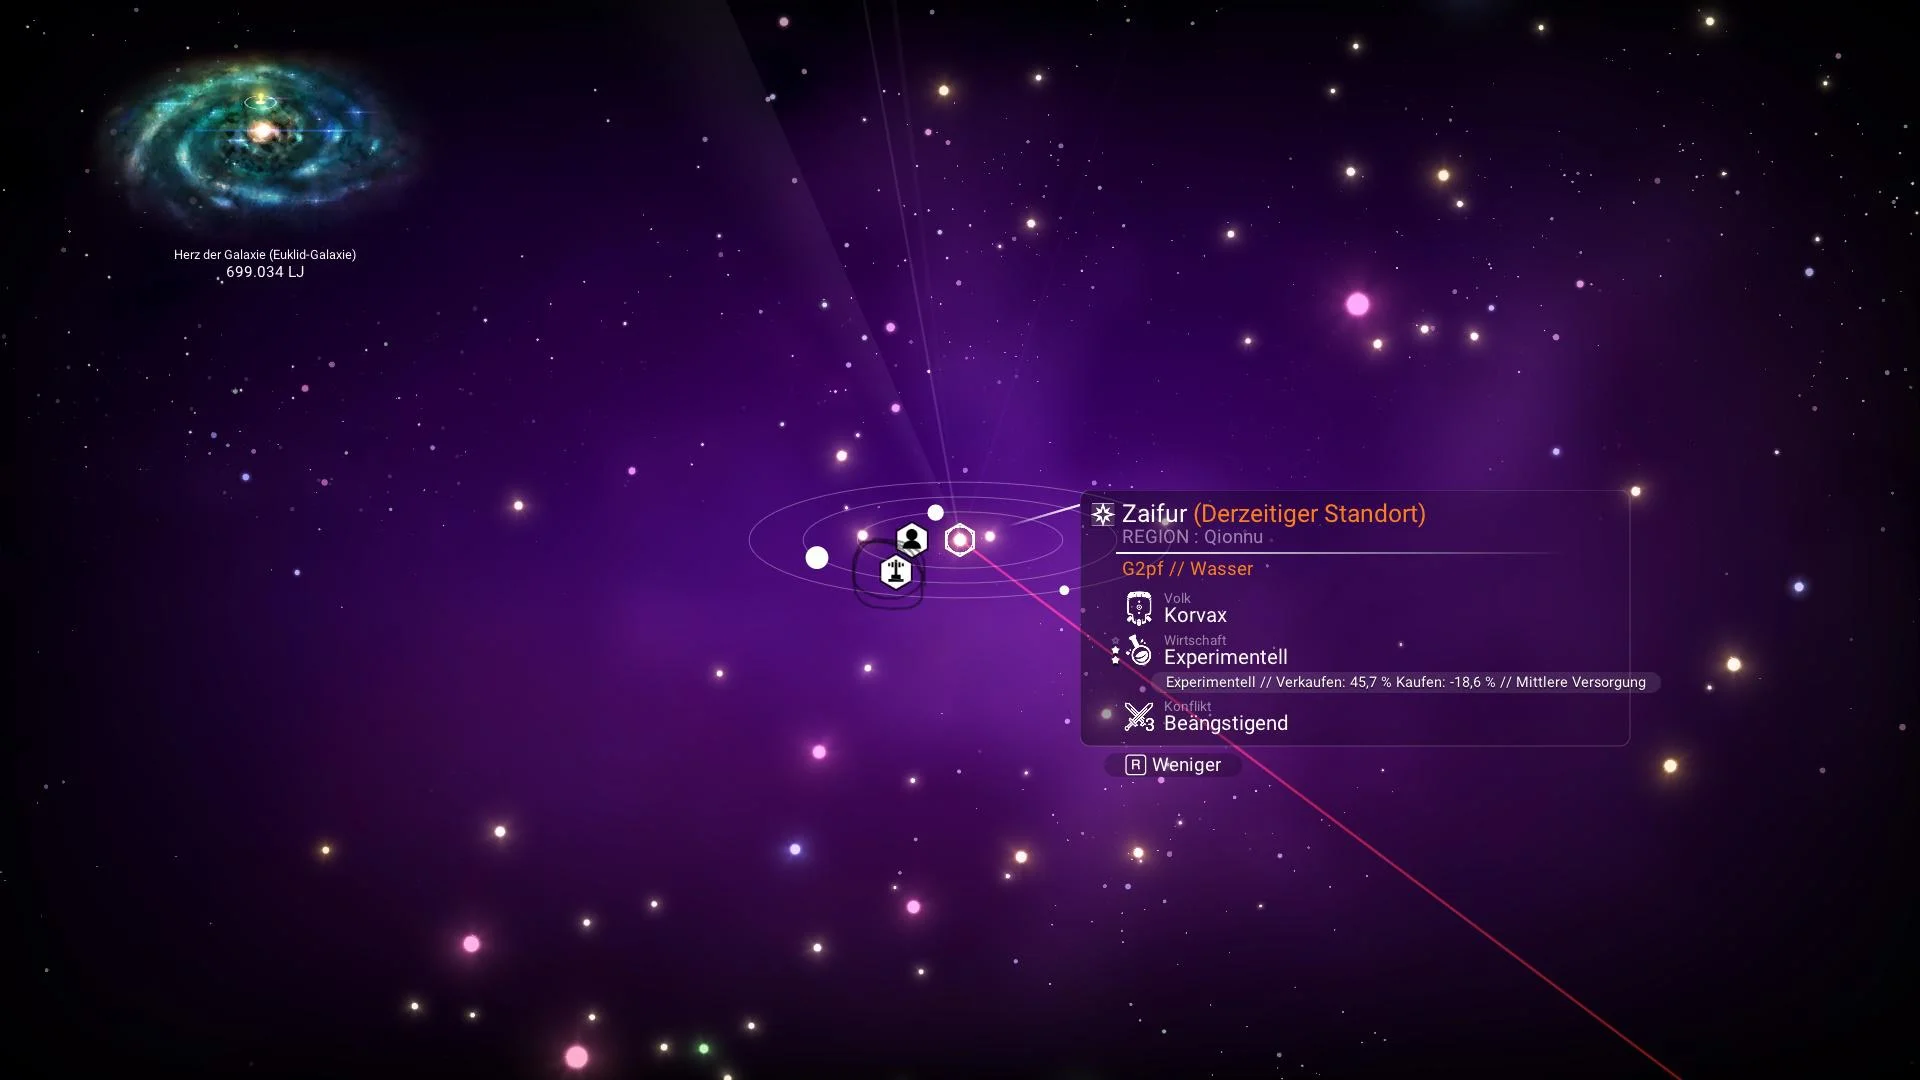 Herz der Galaxie (Euklid-Galaxie)
699.034 LJ
Zaifur (Derzeitiger Standort)
REGION : Qionnu
G2pf // Wasser
Volk
Korvax
Wirtschaft
Experimentell
Experimentell // Verkaufen: 45,7 % Kaufen: -18,6 % // Mittlere Versorgung
Konflikt
3
Beängstigend
R Weniger